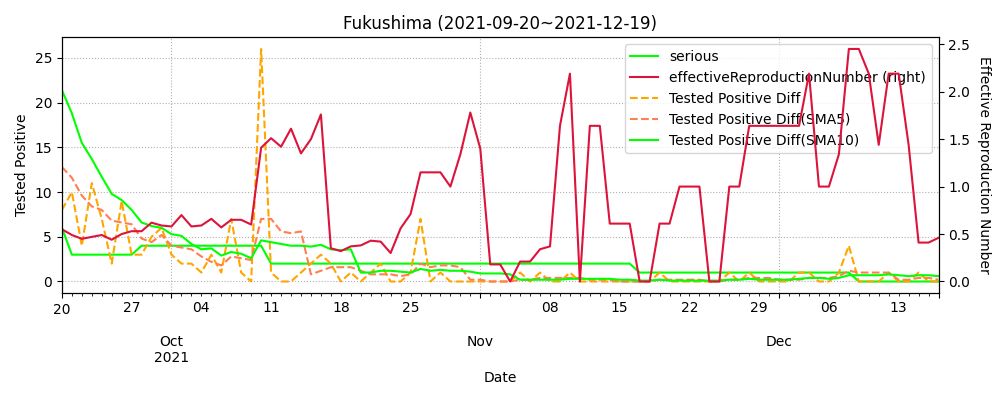 Fukushima (2021-09-20~2021-12-19)
Tested Positive
25
20
15
10
5
0
serious
effectiveReproductionNumber (right)
Tested Positive Diff
Tested Positive Diff(SMA5)
Tested Positive Diff(SMA10)
2.5
2.0
1.5
1.0
0.5
0.0
Effective Reproduction Number
20 27 04 11 18 25 08 15 22 29 06 13
Oct Nov Dec
2021
Date